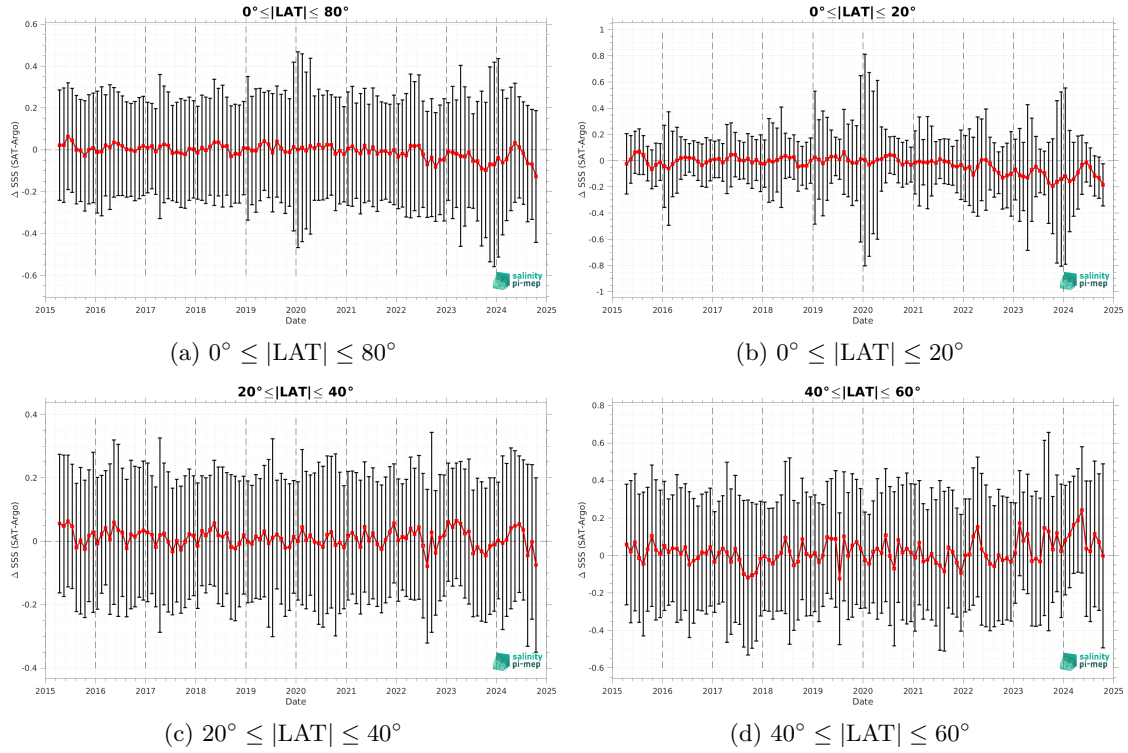 0°≤|LAT|≤ 80°
Δ SSS (SAT-Argo)
0.6
0.4
0.2
0
-0.2
-0.4
-0.6
2015 2016 2017 2018 2019 2020 2021 2022 2023 2024 2025
Date
salinity
pi-mep
(a) 0° ≤ |LAT| ≤ 80°
0°≤|LAT|≤ 20°
Δ SSS (SAT-Argo)
1
0.8
0.6
0.4
0.2
0
-0.2
-0.4
-0.6
-0.8
-1
2015 2016 2017 2018 2019 2020 2021 2022 2023 2024 2025
Date
salinity
pi-mep
(b) 0° ≤ |LAT| ≤ 20°
20°≤|LAT|≤ 40°
Δ SSS (SAT-Argo)
0.4
0.2
0
-0.2
-0.4
2015 2016 2017 2018 2019 2020 2021 2022 2023 2024 2025
Date
salinity
pi-mep
(c) 20° ≤ |LAT| ≤ 40°
40°≤|LAT|≤ 60°
Δ SSS (SAT-Argo)
0.8
0.6
0.4
0.2
0
-0.2
-0.4
-0.6
2015 2016 2017 2018 2019 2020 2021 2022 2023 2024 2025
Date
salinity
pi-mep
(d) 40° ≤ |LAT| ≤ 60°